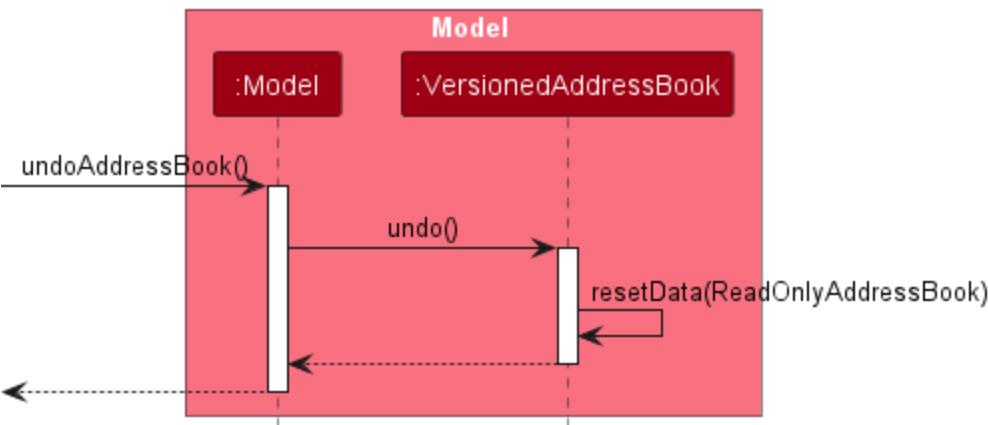 Model
:Model
:VersionedAddressBook
undoAddressBook()
undo()
resetData(ReadOnlyAddressBook)